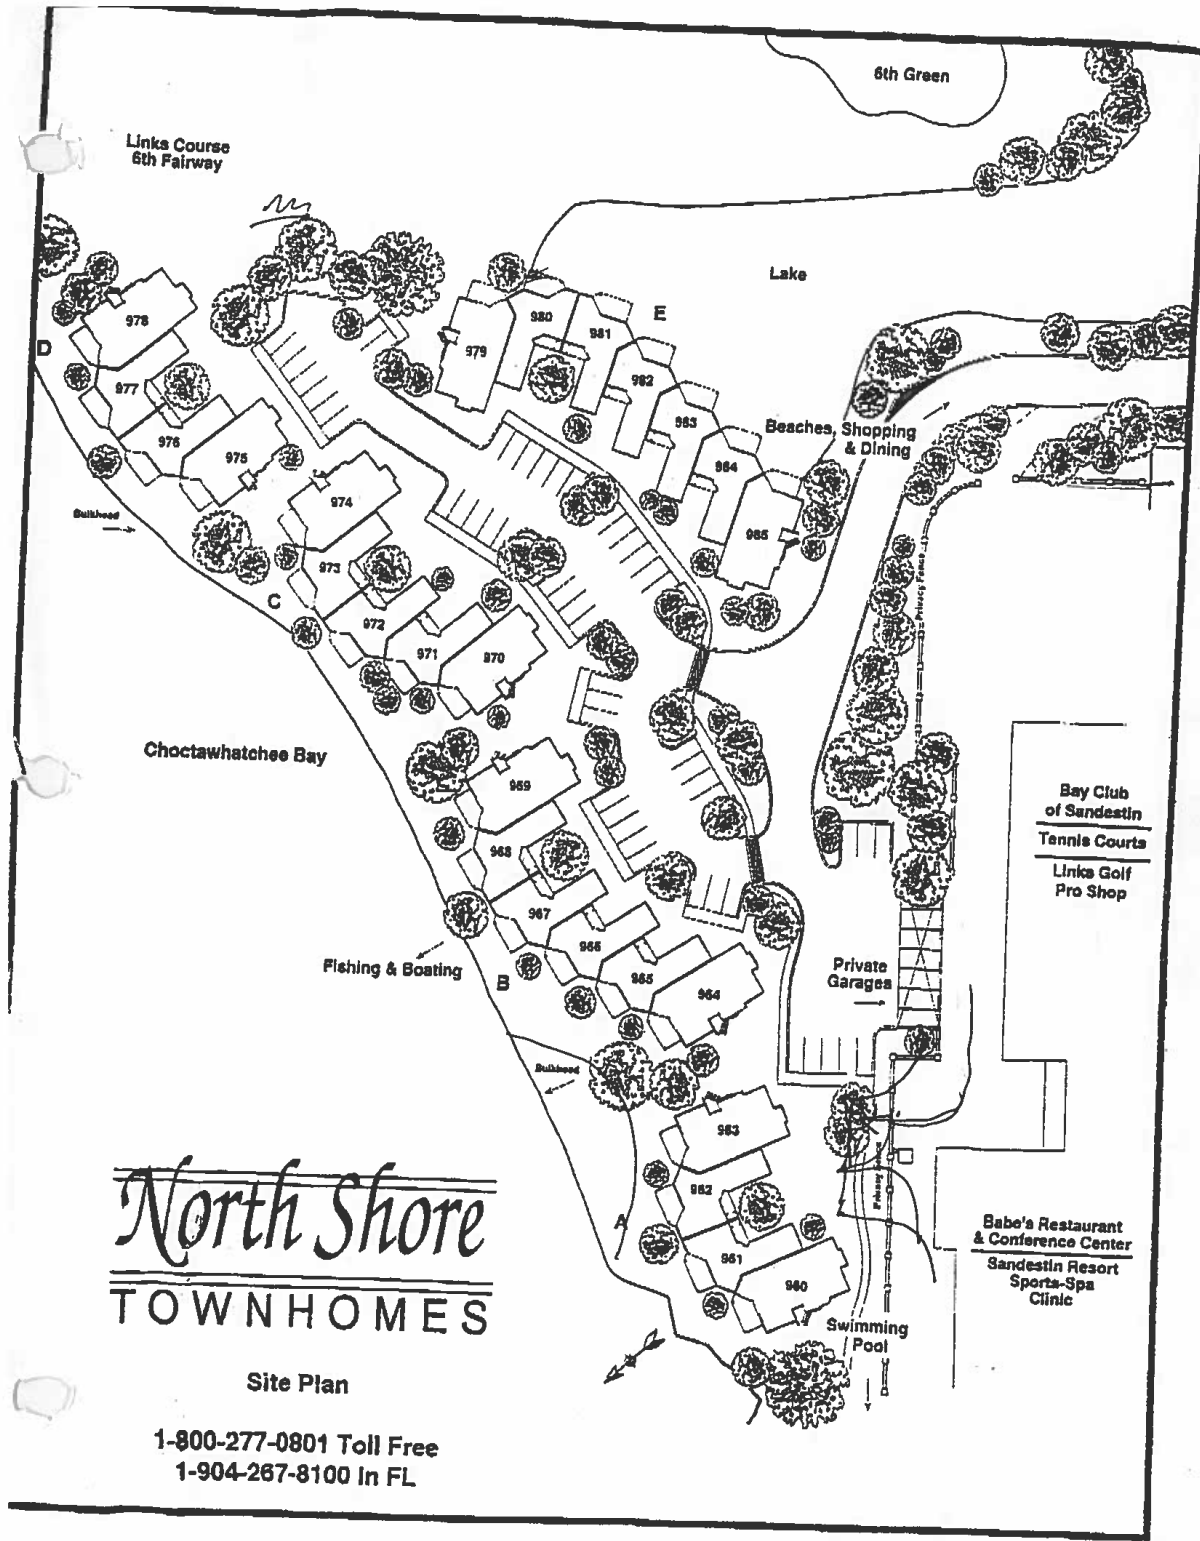 6th Green
Links Course
6th Fairway
Lake
E
D
978
977
976
975
979
980
981
982
983
984
985
Beaches, Shopping
& Dining
Bulkhead
974
973
972
971
970
C
Privacy Fence
Choctawhatchee Bay
969
968
967
966
965
964
B
Fishing & Boating
Bay Club
of Sandestin
Tennis Courts
Links Golf
Pro Shop
Private
Garages
Bulkhead
963
962
961
960
A
Babe's Restaurant
& Conference Center
Sandestin Resort
Sports-Spa
Clinic
Swimming
Pool
North Shore
TOWNHOMES
Site Plan
1-800-277-0801 Toll Free
1-904-267-8100 In FL